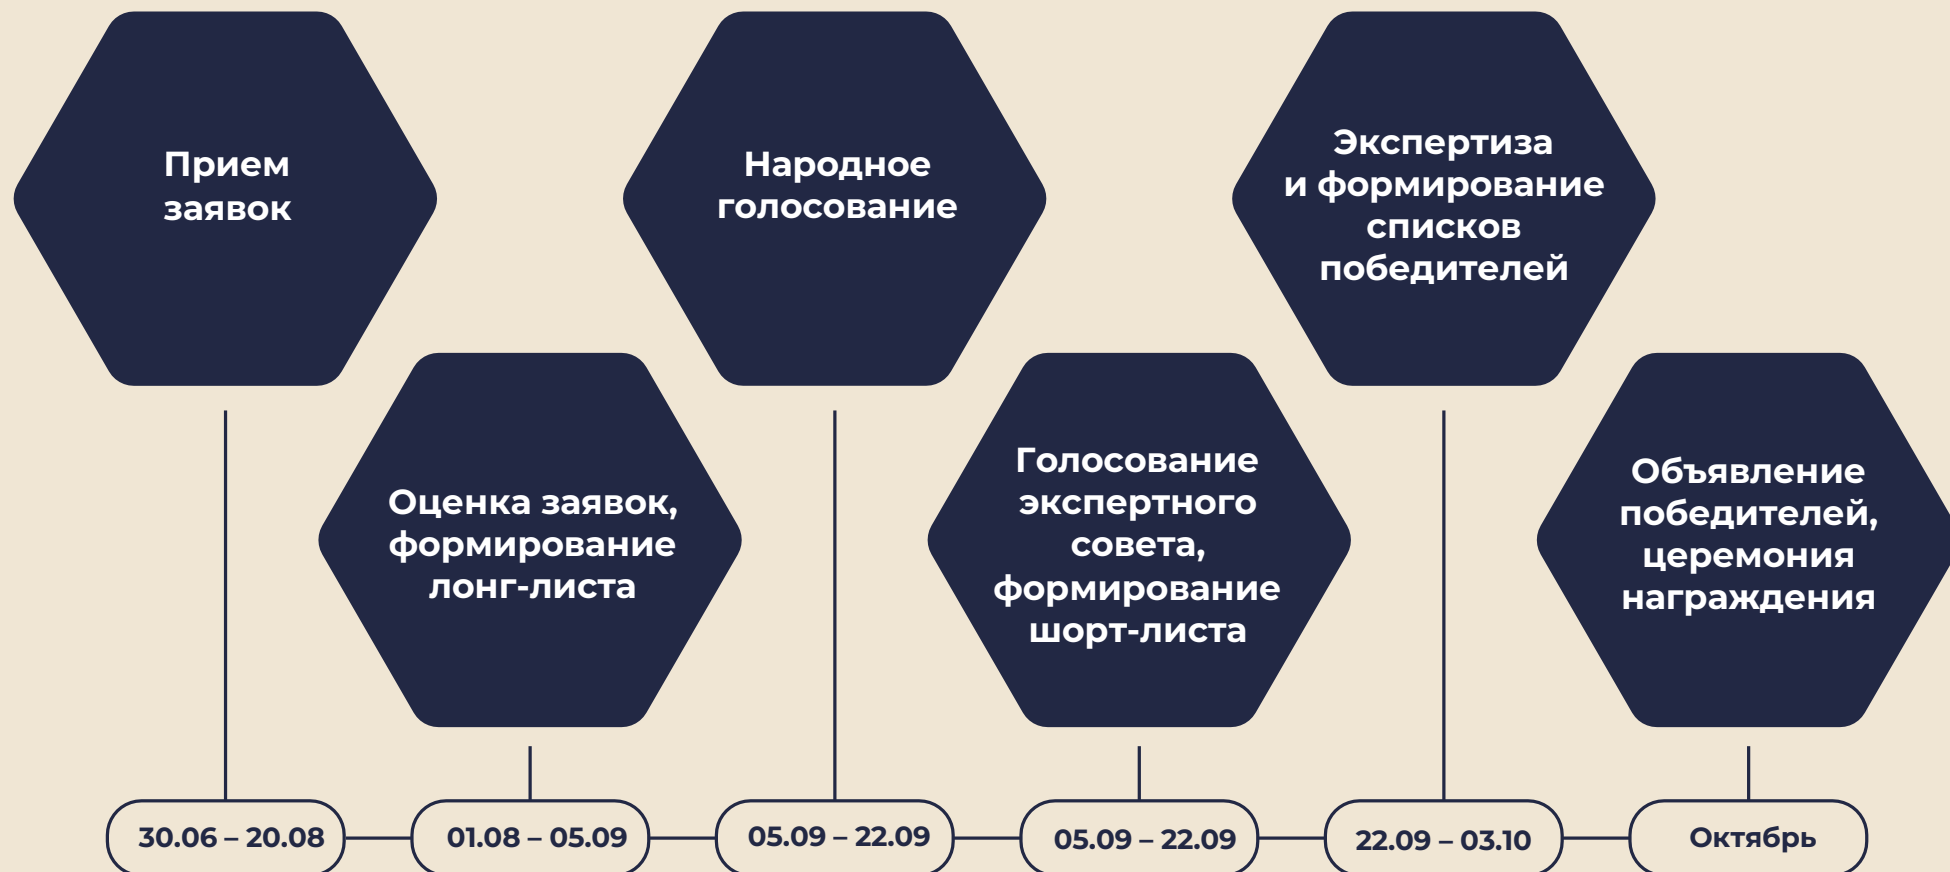 Прием
заявок
Народное
голосование
Экспертиза
и формирование
списков
победителей
Оценка заявок,
формирование
лонг-листа
Голосование
экспертного
совета,
формирование
шорт-листа
Объявление
победителей,
церемония
награждения
30.06 – 20.08
01.08 – 05.09
05.09 – 22.09
05.09 – 22.09
22.09 – 03.10
Октябрь